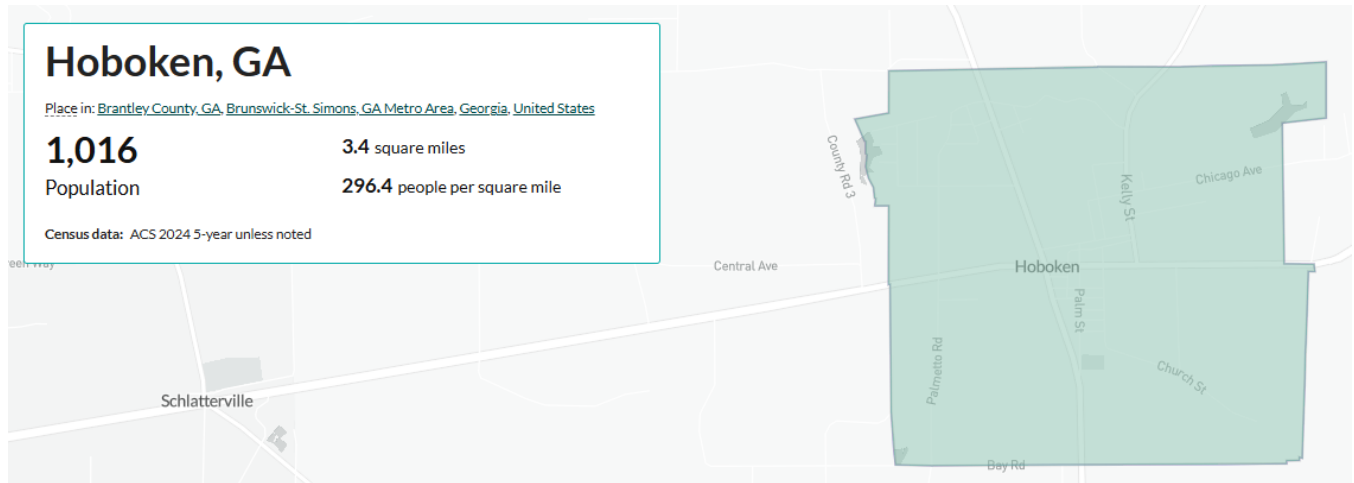 Hoboken, GA
Place in: Brantley County, GA, Brunswick-St. Simons, GA Metro Area, Georgia, United States
1,016
Population
3.4 square miles
296.4 people per square mile
Census data: ACS 2024 5-year unless noted
County Rd 3
Kelly St
Chicago Ave
Way
Central Ave
Hoboken
Palm St
Palmetto Rd
Church St
Schlatterville
Bay Rd